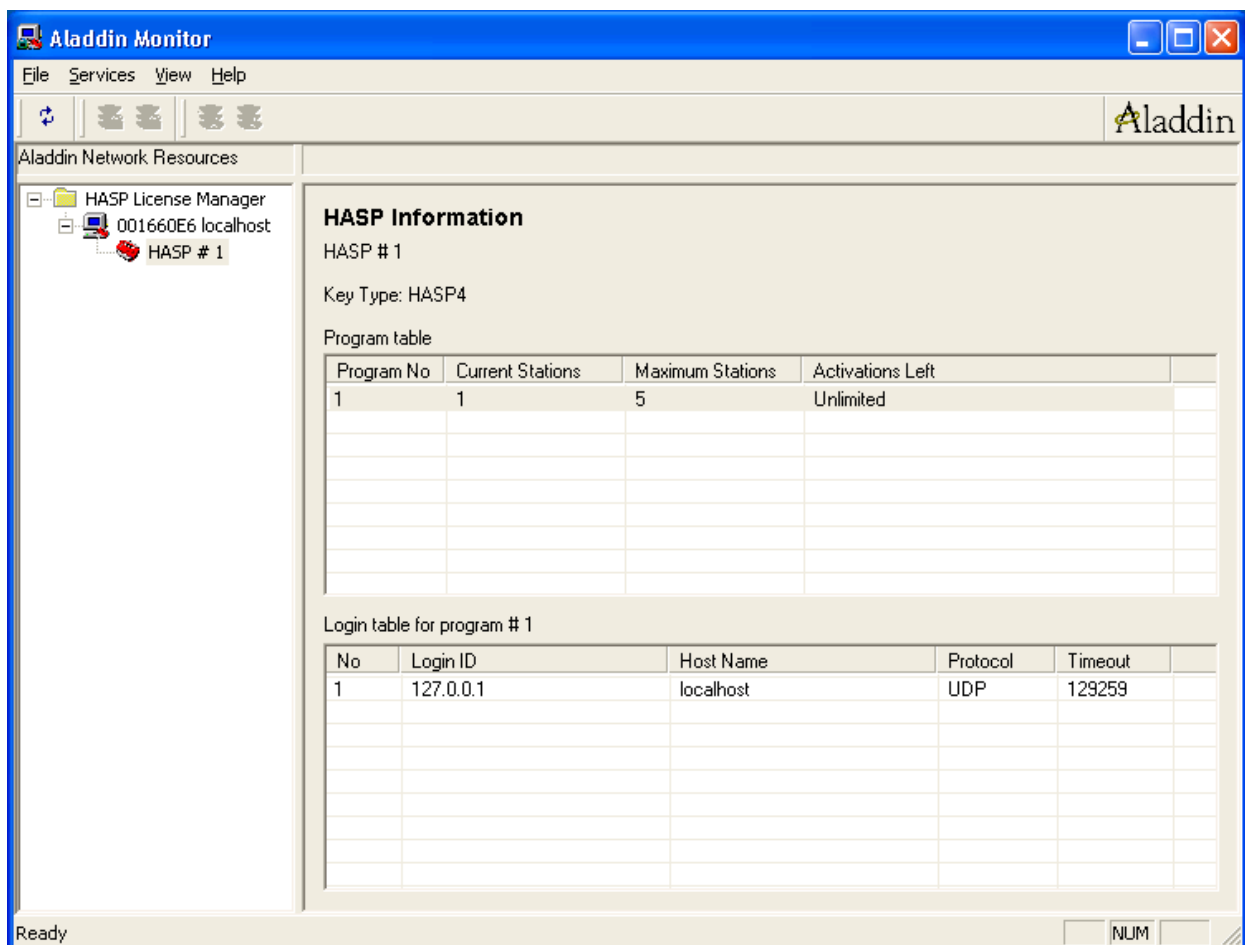 Aladdin Monitor
File Services View Help
Aladdin
Aladdin Network Resources
HASP License Manager
001660E6 localhost
HASP # 1
HASP Information
HASP # 1
Key Type: HASP4
Program table
Program No Current Stations Maximum Stations Activations Left
1 1 5 Unlimited
Login table for program # 1
No Login ID Host Name Protocol Timeout
1 127.0.0.1 localhost UDP 129259
Ready NUM